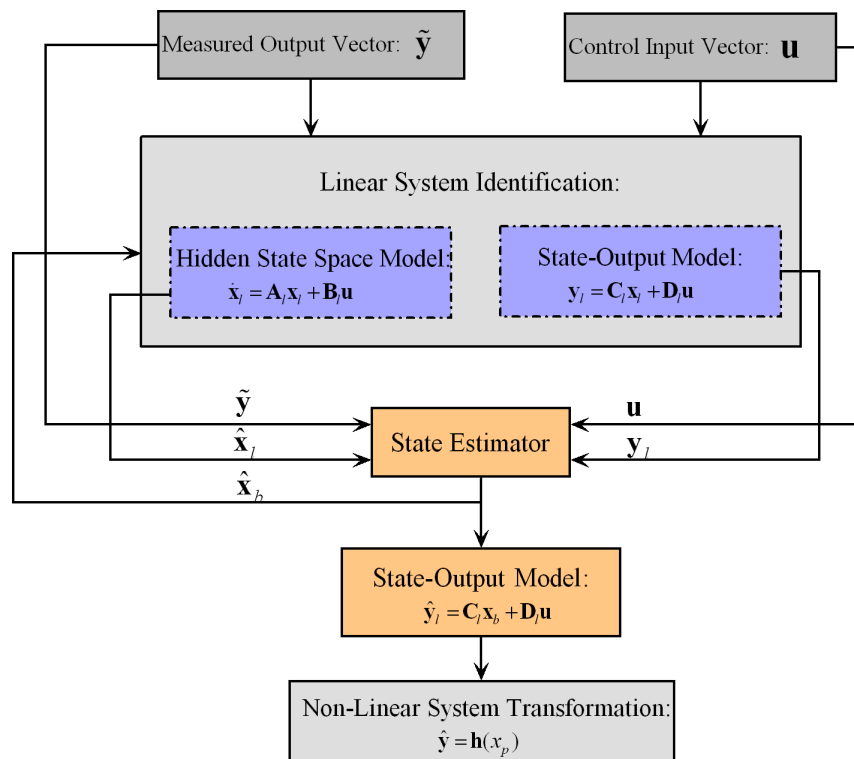 Measured Output Vector: ỹ
Control Input Vector: u
Linear System Identification:
Hidden State Space Model:
ẋ_l = A_l x_l + B_l u
State-Output Model:
y_l = C_l x_l + D_l u
ỹ
u
x̂_l
State Estimator
y_l
x̂_b
State-Output Model:
ŷ_l = C_l x_b + D_l u
Non-Linear System Transformation:
ŷ = h(x_p)